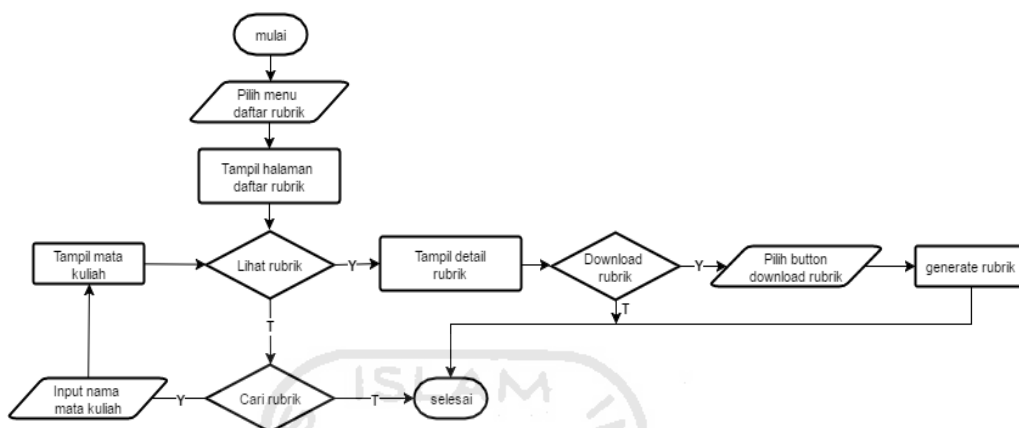 mulai
Pilih menu
daftar rubrik
Tampil halaman
daftar rubrik
Tampil mata
kuliah
Lihat rubrik
Y
Tampil detail
rubrik
Download
rubrik
Y
Pilih button
download rubrik
generate rubrik
T
T
Input nama
mata kuliah
Y
Cari rubrik
T
selesai
ISLAM